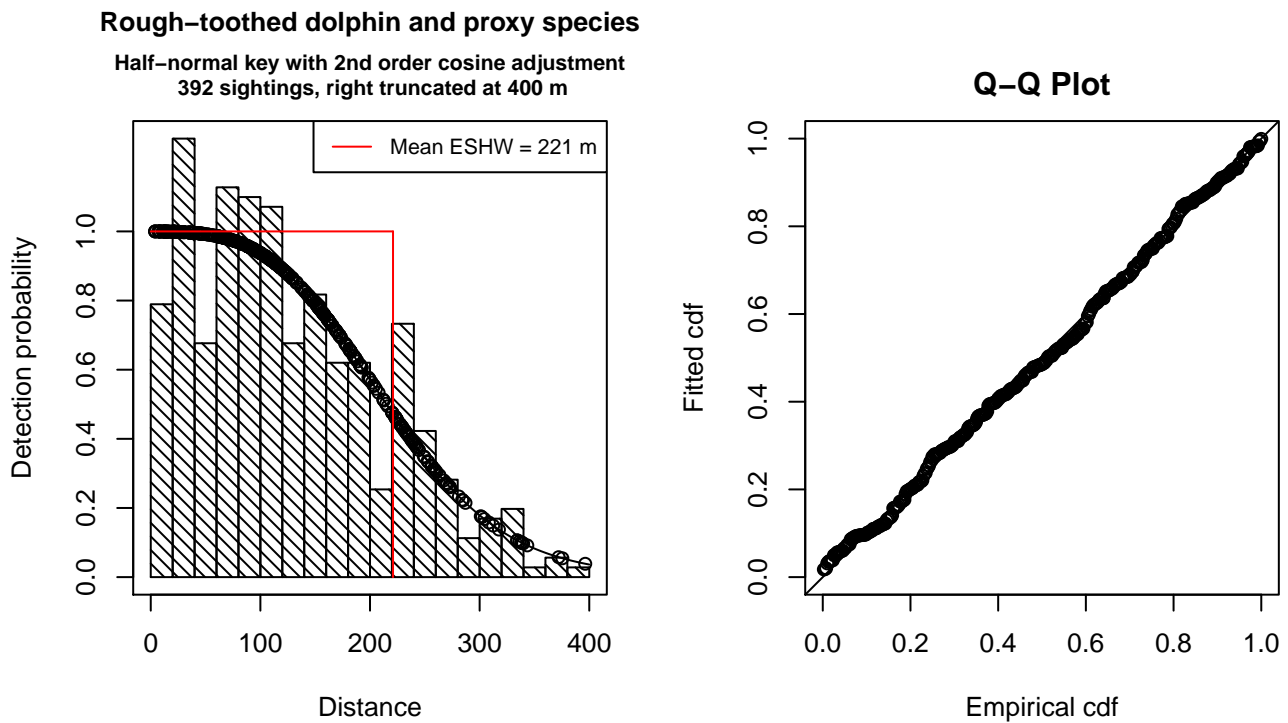 Rough−toothed dolphin and proxy species
Half−normal key with 2nd order cosine adjustment
392 sightings, right truncated at 400 m
Mean ESHW = 221 m
Detection probability
1.0
0.8
0.6
0.4
0.2
0.0
0 100 200 300 400
Distance
Q−Q Plot
Fitted cdf
1.0
0.8
0.6
0.4
0.2
0.0
0.0 0.2 0.4 0.6 0.8 1.0
Empirical cdf